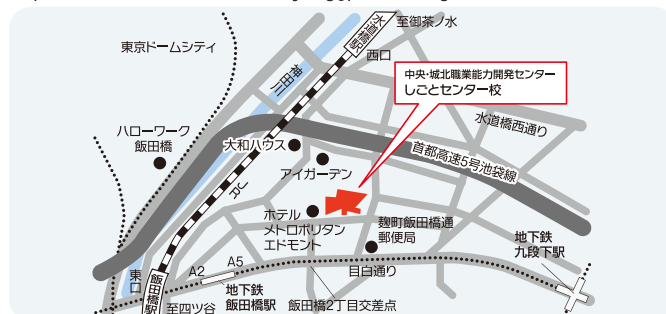 東京ドームシティ
水道橋駅
至御茶ノ水
西口
神田川
中央・城北職業能力開発センター
しごとセンター校
水道橋西通り
ハローワーク
飯田橋
大和ハウス
アイガーデン
首都高速5号池袋線
JR
ホテル
メトロポリタン
エドモント
麹町飯田橋通
郵便局
地下鉄
九段下駅
目白通り
東口
飯田橋駅
A2
A5
地下鉄
飯田橋駅
至四ツ谷
飯田橋2丁目交差点